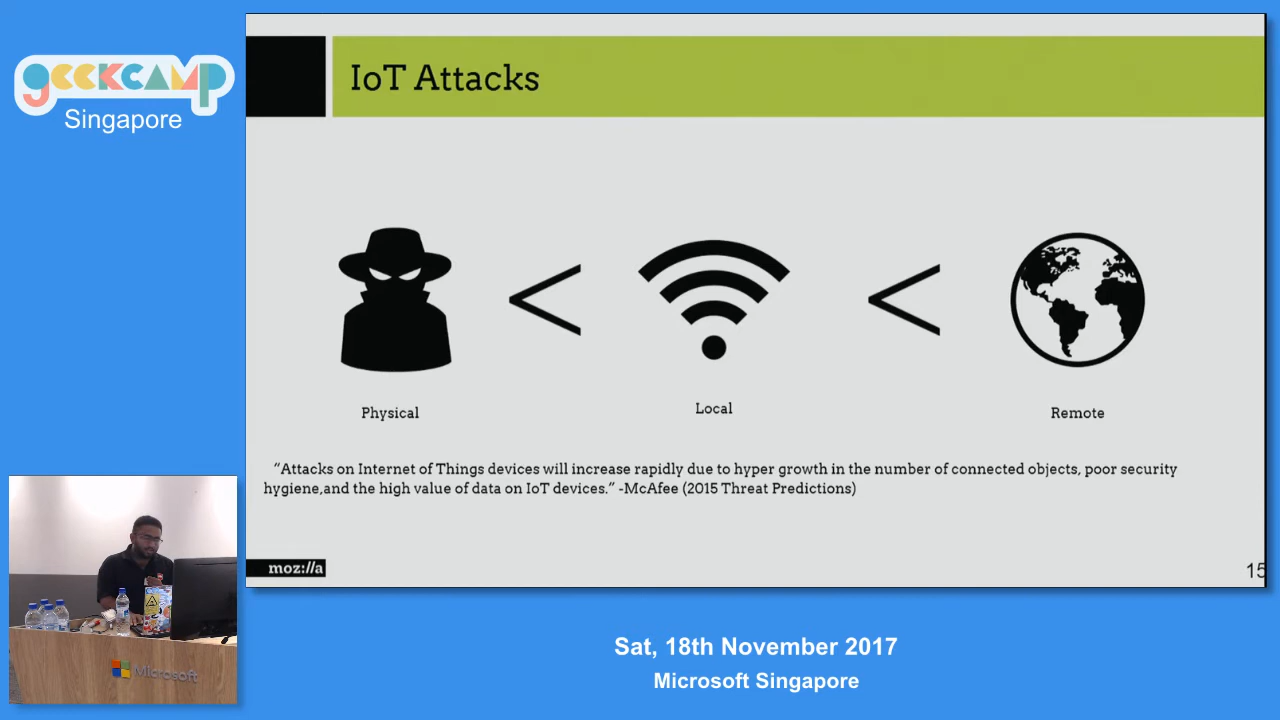 geekcamp
Singapore
IoT Attacks
<
<
Physical
Local
Remote
“Attacks on Internet of Things devices will increase rapidly due to hyper growth in the number of connected objects, poor security
hygiene,and the high value of data on IoT devices.” -McAfee (2015 Threat Predictions)
moz://a
15
Microsoft
Sat, 18th November 2017
Microsoft Singapore